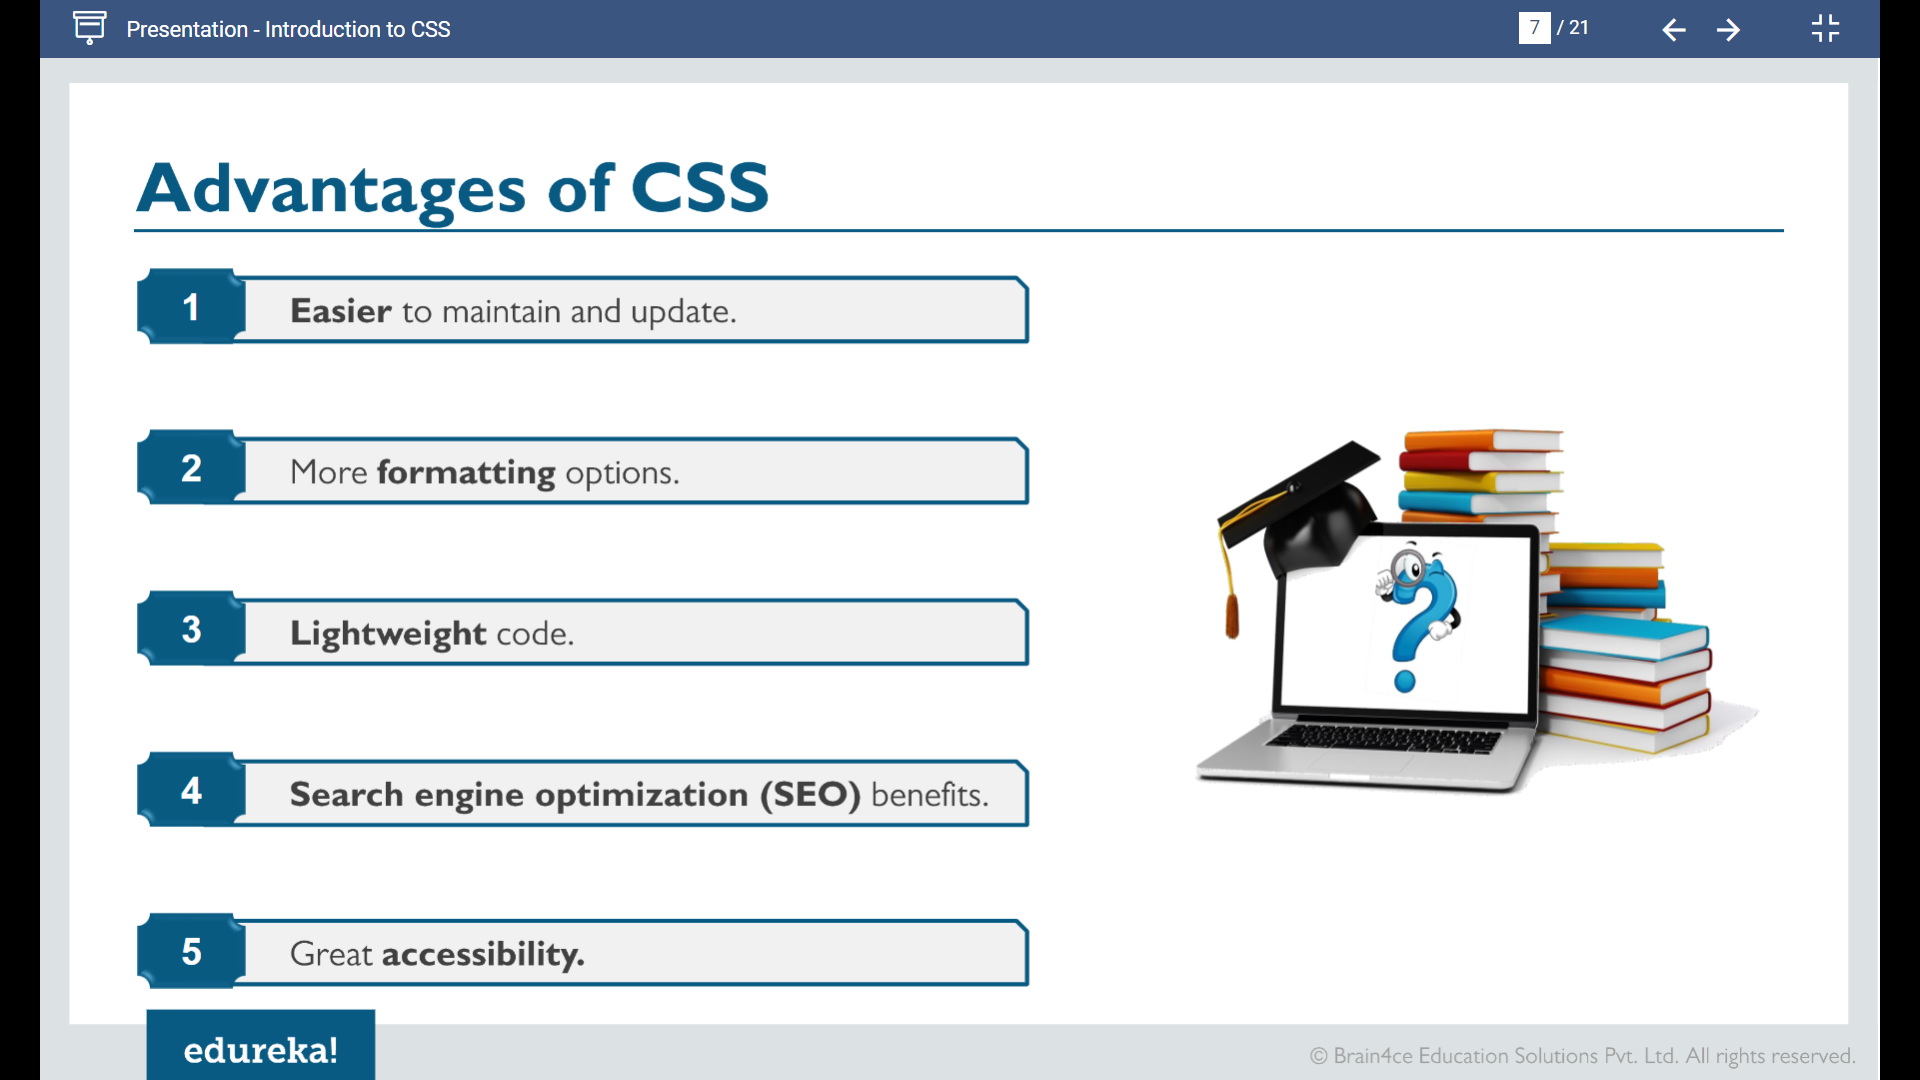 Presentation - Introduction to CSS
7 / 21
Advantages of CSS
1 Easier to maintain and update.
2 More formatting options.
3 Lightweight code.
4 Search engine optimization (SEO) benefits.
5 Great accessibility.
edureka!
© Brain4ce Education Solutions Pvt. Ltd. All rights reserved.